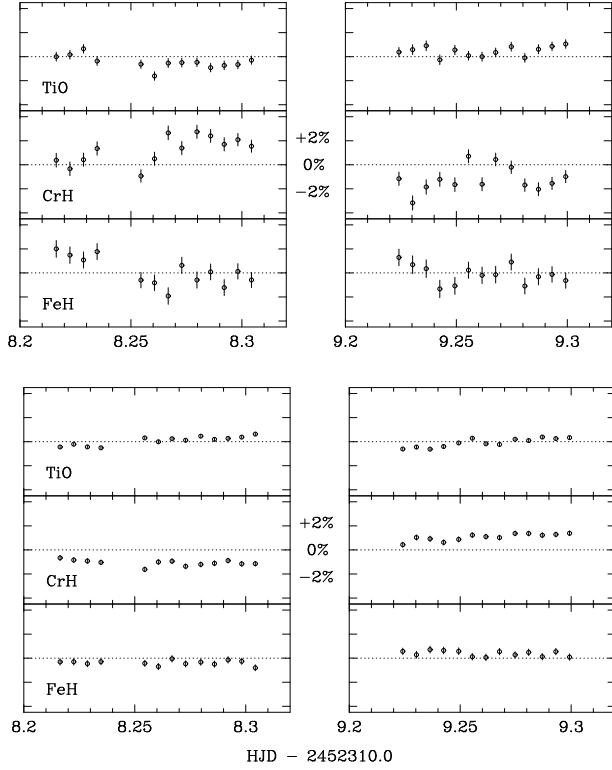 TiO
CrH
+2%
0%
−2%
FeH
8.2 8.25 8.3 9.2 9.25 9.3
TiO
CrH
+2%
0%
−2%
FeH
8.2 8.25 8.3 9.2 9.25 9.3
HJD − 2452310.0